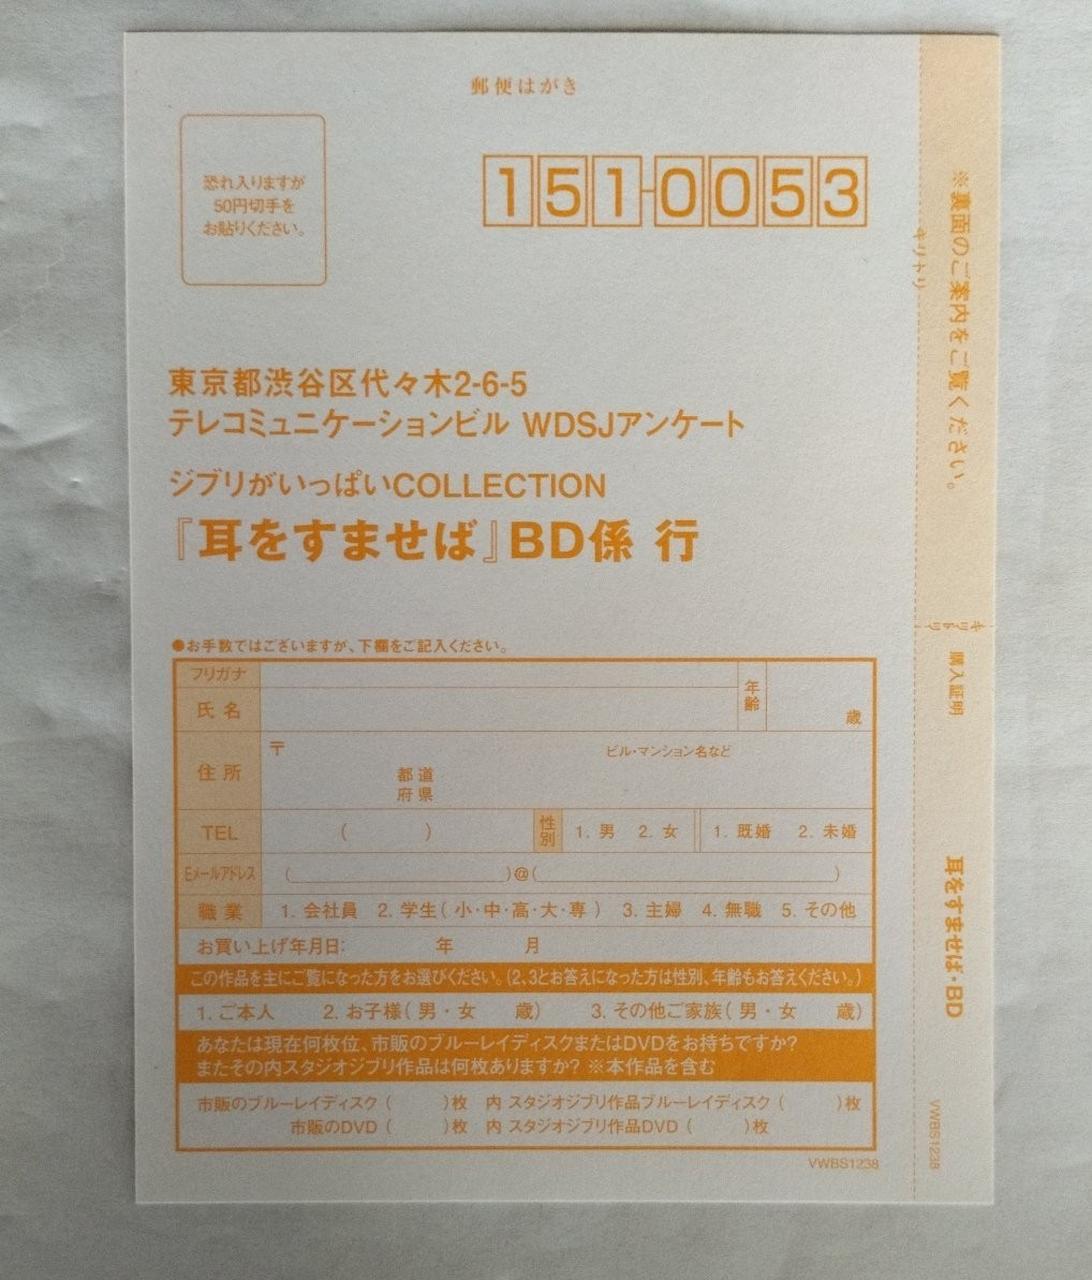 郵便はがき
恐れ入りますが
50円切手を
お貼りください。
151-0053
東京都渋谷区代々木2-6-5
テレコミュニケーションビル WDSJアンケート
ジブリがいっぱいCOLLECTION
『耳をすませば』BD係 行
●お手数ではございますが、下欄をご記入ください。
フリガナ
氏名
年齢
歳
住所
〒
ビル・マンション名など
都道
府県
TEL ( ) 性別 1. 男 2. 女 1. 既婚 2. 未婚
Eメールアドレス ( )@( )
職業 1. 会社員 2. 学生( 小・中・高・大・専 ) 3. 主婦 4. 無職 5. その他
お買い上げ年月日: 年 月
この作品を主にご覧になった方をお選びください。(2、3とお答えになった方は性別、年齢もお答えください。)
1. ご本人 2. お子様( 男・女 歳) 3. その他ご家族( 男・女 歳)
あなたは現在何枚位、市販のブルーレイディスクまたはDVDをお持ちですか?
またその内スタジオジブリ作品は何枚ありますか? ※本作品を含む
市販のブルーレイディスク ( )枚 内 スタジオジブリ作品ブルーレイディスク ( )枚
市販のDVD ( )枚 内 スタジオジブリ作品DVD ( )枚
VWBS1238
※裏面のご案内をご覧ください。
キリトリ
キリトリ
購入証明
耳をすませば・BD
VWBS1238